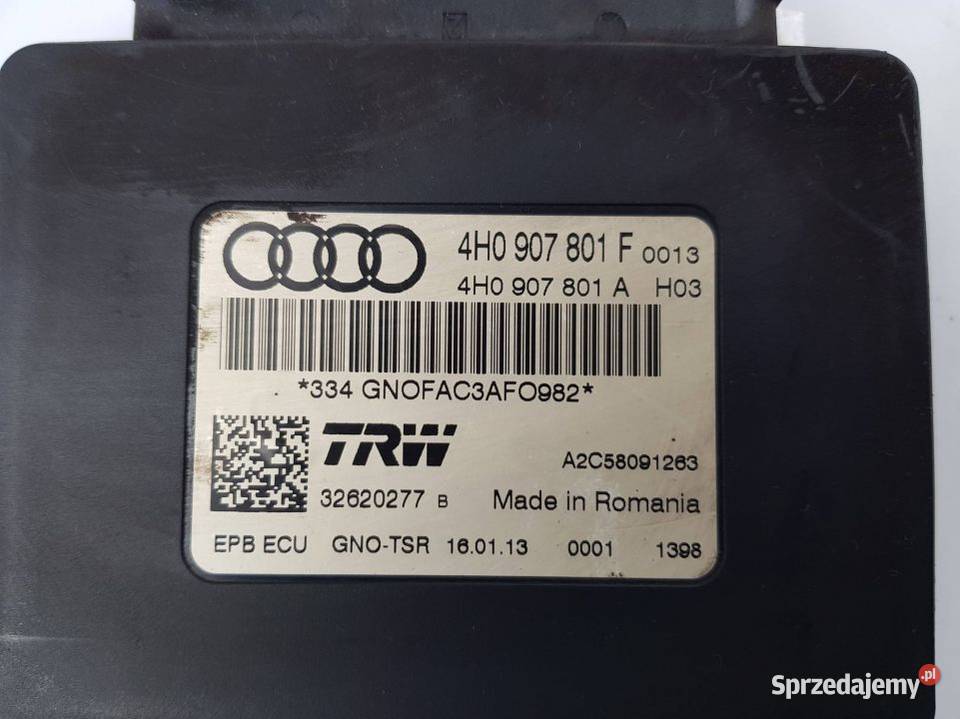 4H0 907 801 F 0013
4H0 907 801 A H03
*334 GNOFAC3AFO982*
TRW
A2C58091263
32620277 B Made in Romania
EPB ECU GNO-TSR 16.01.13 0001 1398
Sprzedajemy.pl